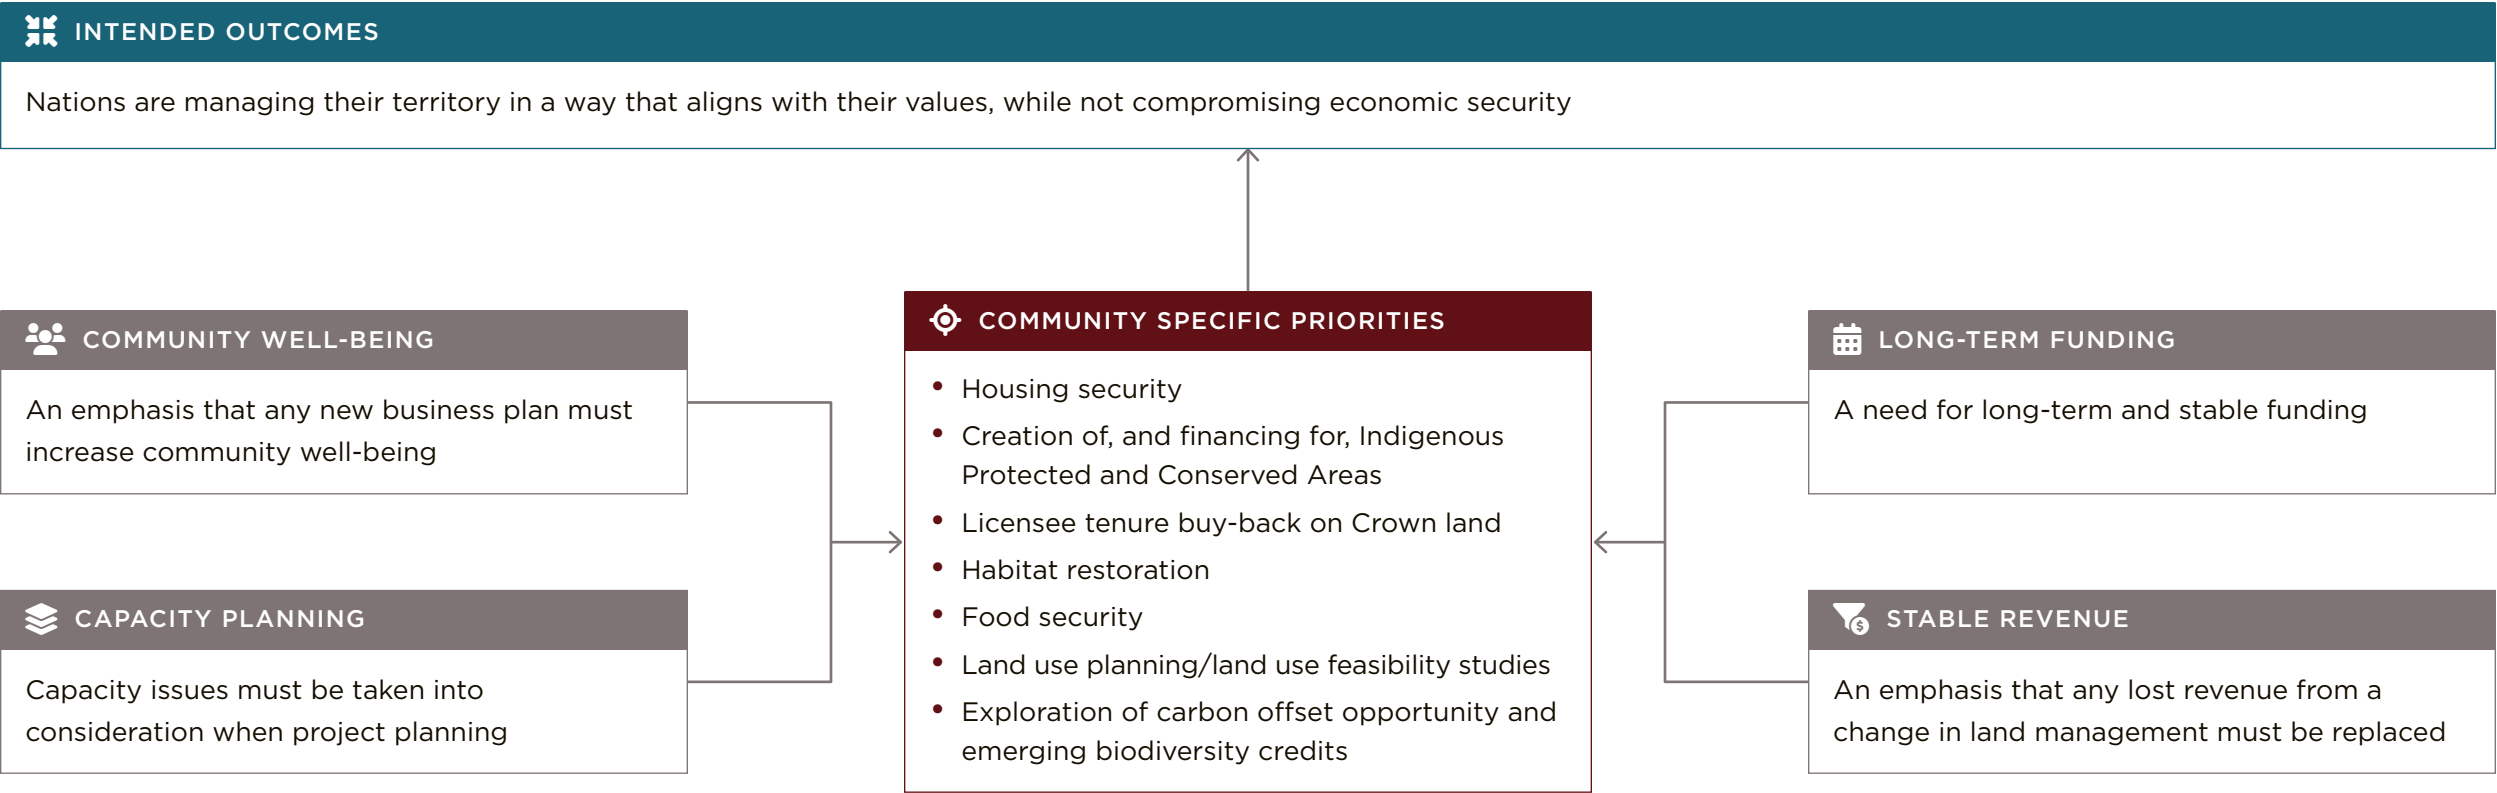 INTENDED OUTCOMES
Nations are managing their territory in a way that aligns with their values, while not compromising economic security
COMMUNITY WELL-BEING
An emphasis that any new business plan must
increase community well-being
CAPACITY PLANNING
Capacity issues must be taken into
consideration when project planning
COMMUNITY SPECIFIC PRIORITIES
• Housing security
• Creation of, and financing for, Indigenous
Protected and Conserved Areas
• Licensee tenure buy-back on Crown land
• Habitat restoration
• Food security
• Land use planning/land use feasibility studies
• Exploration of carbon offset opportunity and
emerging biodiversity credits
LONG-TERM FUNDING
A need for long-term and stable funding
STABLE REVENUE
An emphasis that any lost revenue from a
change in land management must be replaced